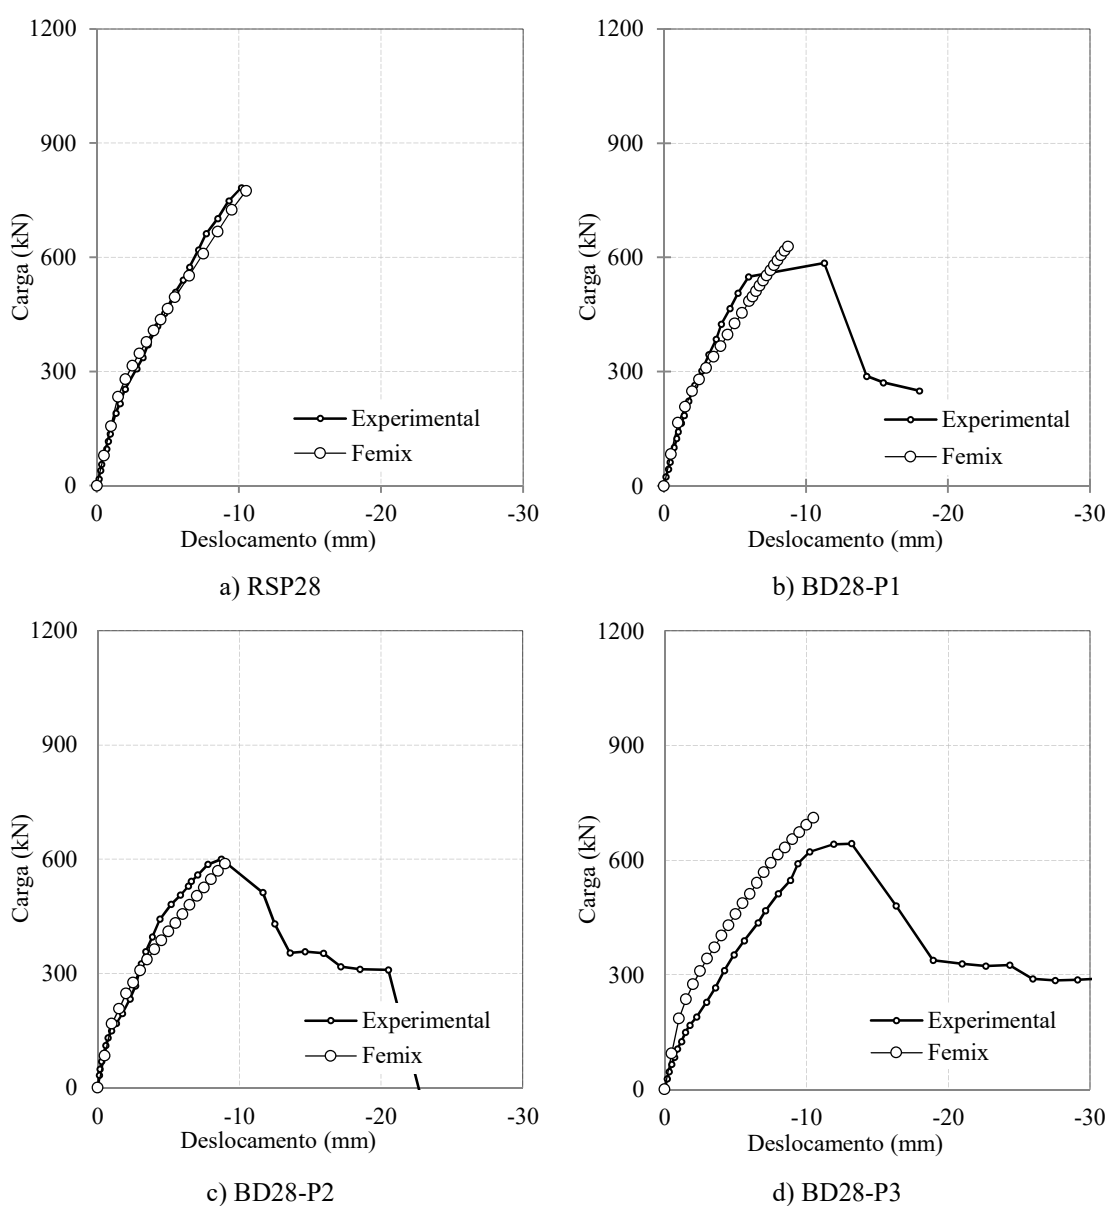 1200
900
600
300
0
Carga (kN)
0 -10 -20 -30
Deslocamento (mm)
Experimental
Femix
a) RSP28
1200
900
600
300
0
Carga (kN)
0 -10 -20 -30
Deslocamento (mm)
Experimental
Femix
b) BD28-P1
1200
900
600
300
0
Carga (kN)
0 -10 -20 -30
Deslocamento (mm)
Experimental
Femix
c) BD28-P2
1200
900
600
300
0
Carga (kN)
0 -10 -20 -30
Deslocamento (mm)
Experimental
Femix
d) BD28-P3